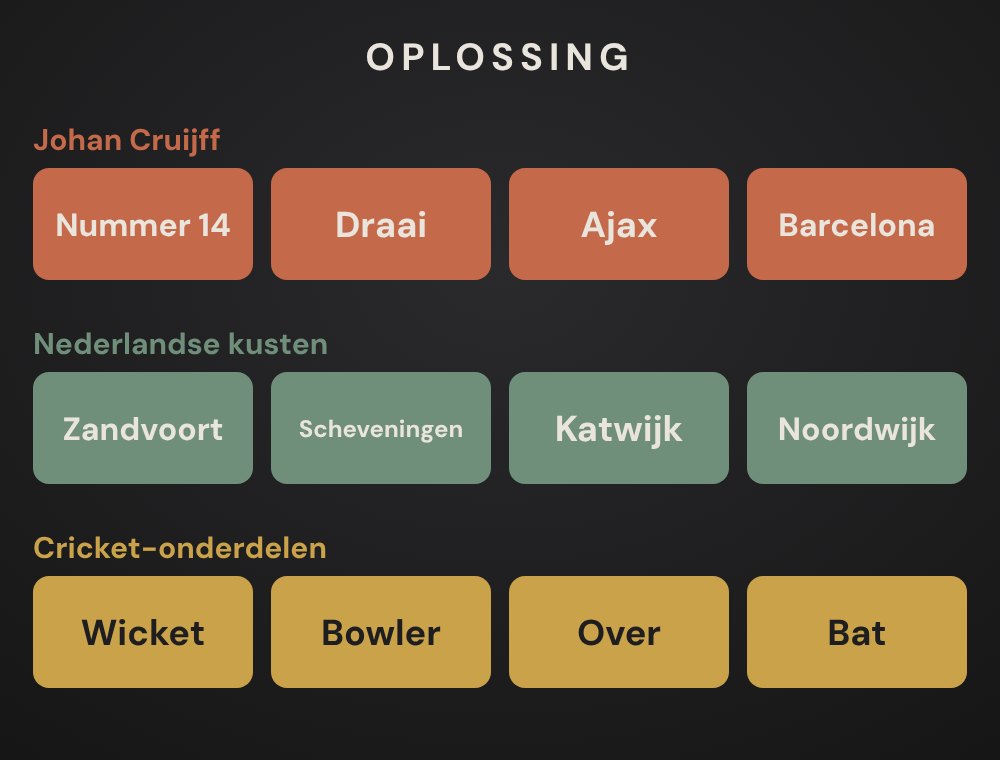 OPLOSSING
Johan Cruijff
Nummer 14 Draai Ajax Barcelona
Nederlandse kusten
Zandvoort Scheveningen Katwijk Noordwijk
Cricket-onderdelen
Wicket Bowler Over Bat